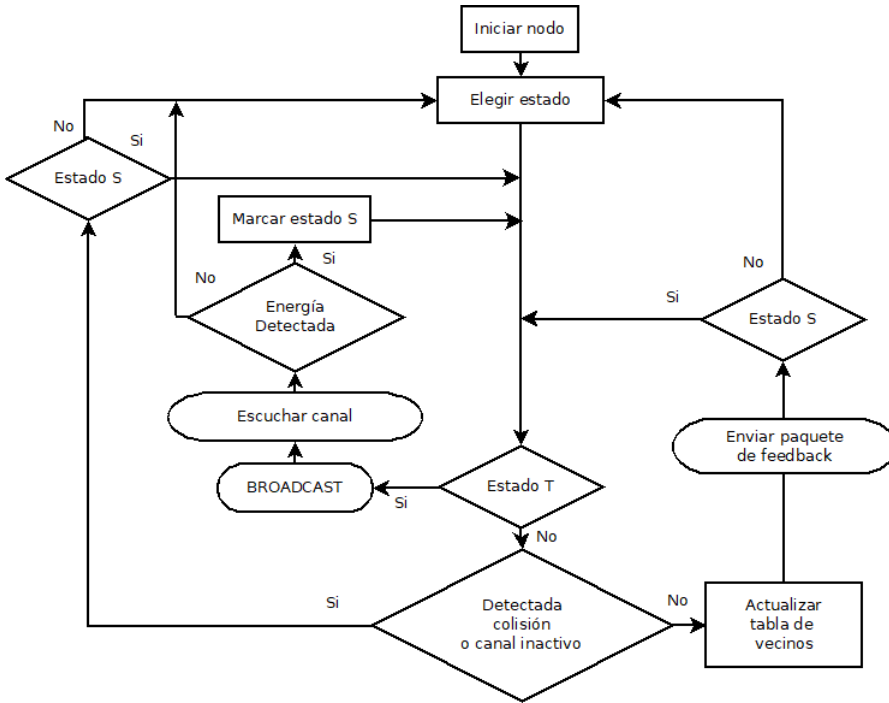 Iniciar nodo
Elegir estado
No
Si
Estado S
Marcar estado S
No
Si
Energía
Detectada
Escuchar canal
BROADCAST
Si
Estado T
No
Si
Detectada
colisión
o canal inactivo
No
Actualizar
tabla de
vecinos
Enviar paquete
de feedback
Estado S
Si
No